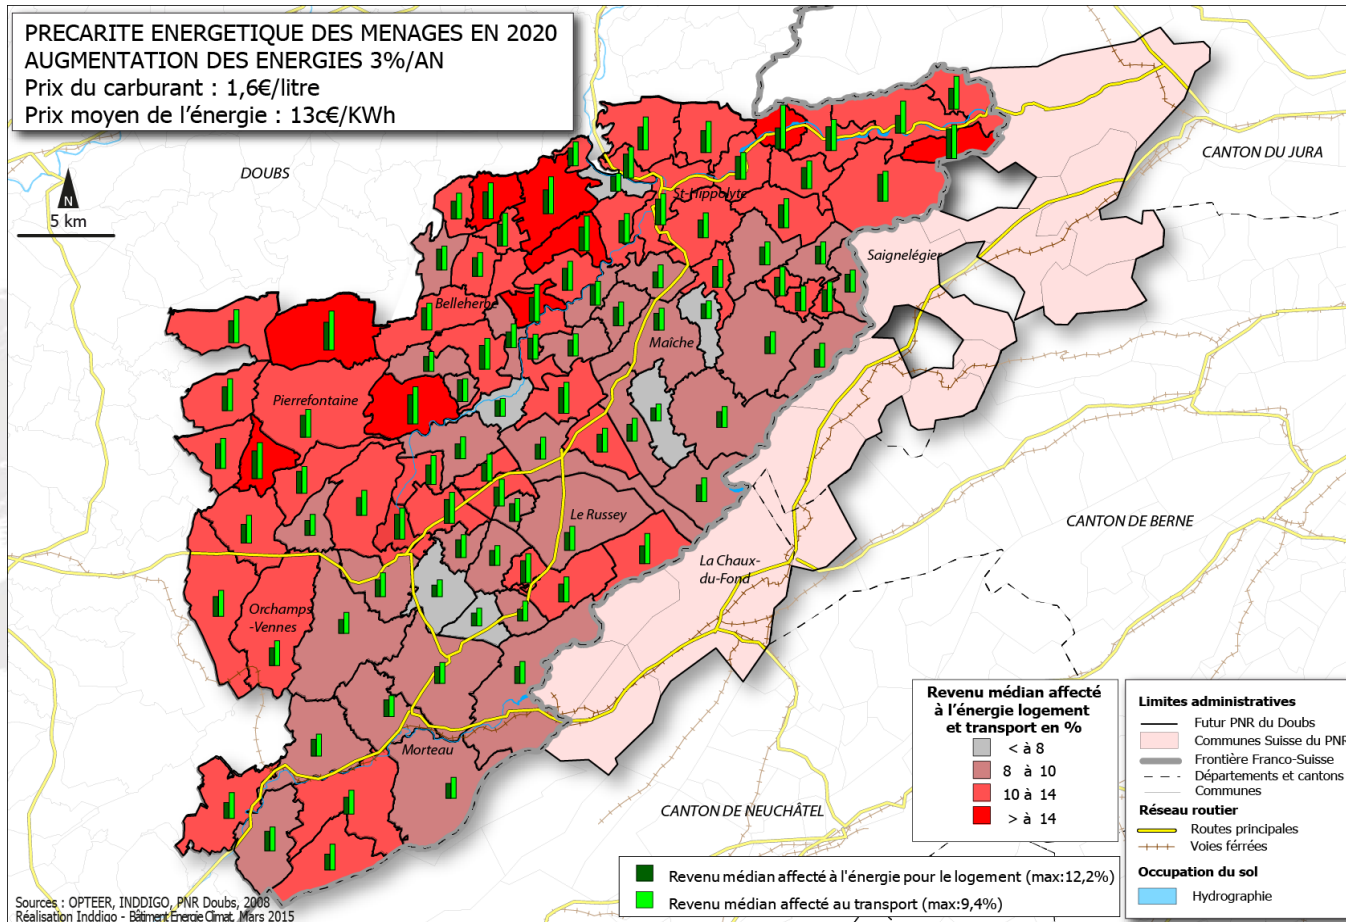 PRECARITE ENERGETIQUE DES MENAGES EN 2020
AUGMENTATION DES ENERGIES 3%/AN
Prix du carburant : 1,6€/litre
Prix moyen de l'énergie : 13c€/KWh
DOUBS
CANTON DU JURA
N
5 km
St-Hippolyte
Saignelégier
Belleherbe
Maîche
Pierrefontaine
Le Russey
CANTON DE BERNE
La Chaux-
du-Fond
Orchamps
-Vennes
Morteau
CANTON DE NEUCHÂTEL
Revenu médian affecté
à l'énergie logement
et transport en %
< à 8
8 à 10
10 à 14
> à 14
Limites administratives
Futur PNR du Doubs
Communes Suisse du PNR
Frontière Franco-Suisse
Départements et cantons
Communes
Réseau routier
Routes principales
Voies férrées
Occupation du sol
Hydrographie
Revenu médian affecté à l'énergie pour le logement (max:12,2%)
Revenu médian affecté au transport (max:9,4%)
Sources : OPTEER, INDDIGO, PNR Doubs, 2008
Réalisation Inddigo - Bâtiment Energie Climat, Mars 2015